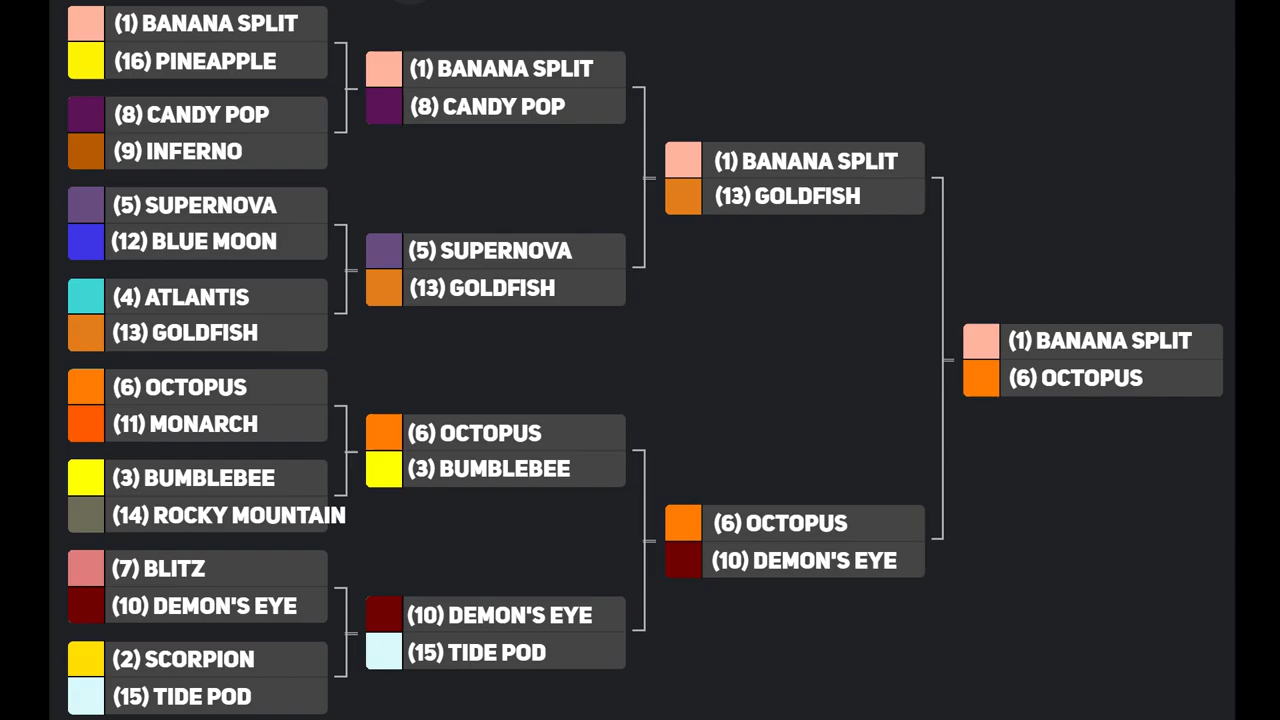 (1) BANANA SPLIT
(16) PINEAPPLE
(8) CANDY POP
(9) INFERNO
(5) SUPERNOVA
(12) BLUE MOON
(4) ATLANTIS
(13) GOLDFISH
(6) OCTOPUS
(11) MONARCH
(3) BUMBLEBEE
(14) ROCKY MOUNTAIN
(7) BLITZ
(10) DEMON'S EYE
(2) SCORPION
(15) TIDE POD
(1) BANANA SPLIT
(8) CANDY POP
(5) SUPERNOVA
(13) GOLDFISH
(6) OCTOPUS
(3) BUMBLEBEE
(10) DEMON'S EYE
(15) TIDE POD
(1) BANANA SPLIT
(13) GOLDFISH
(6) OCTOPUS
(10) DEMON'S EYE
(1) BANANA SPLIT
(6) OCTOPUS